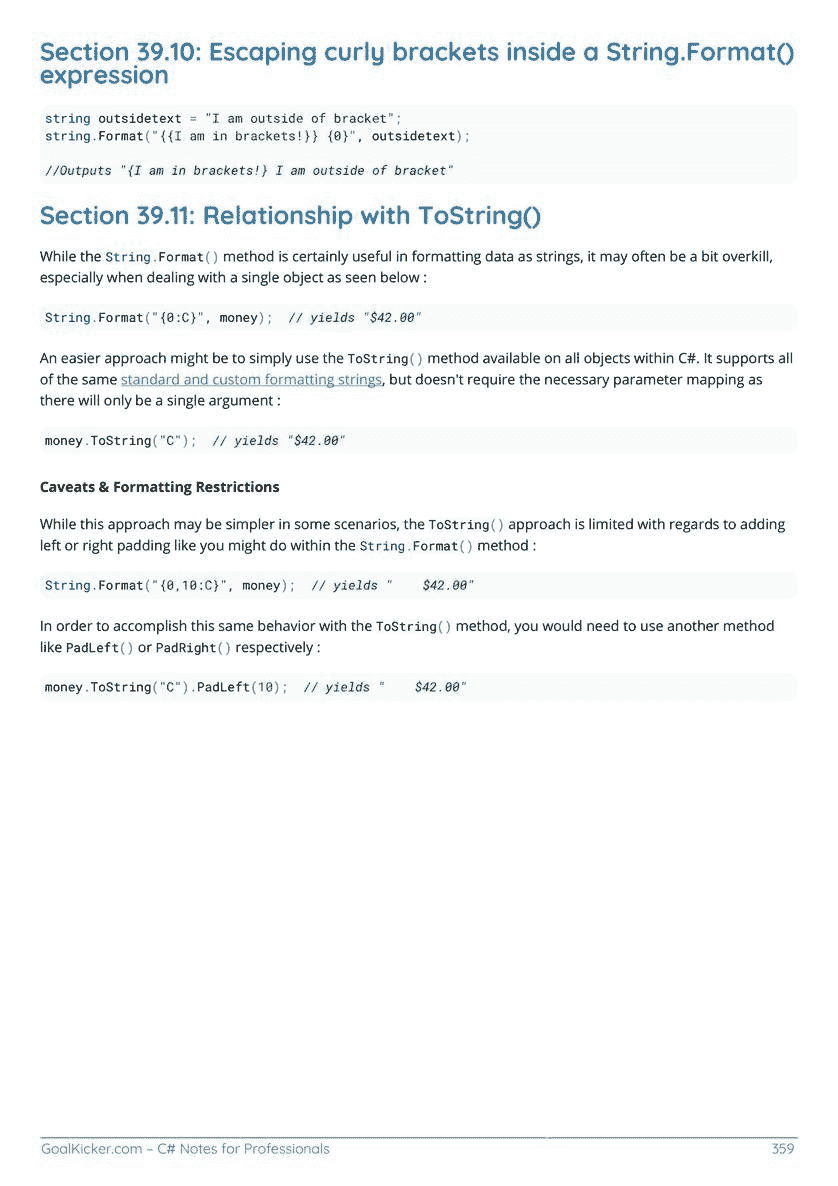 Section 39.10: Escaping curly brackets inside a String.Format()
expression
string outsidetext = "I am outside of bracket";
string.Format("{{I am in brackets!}} {0}", outsidetext);
//Outputs "{I am in brackets!} I am outside of bracket"
Section 39.11: Relationship with ToString()
While the String.Format() method is certainly useful in formatting data as strings, it may often be a bit overkill,
especially when dealing with a single object as seen below :
String.Format("{0:C}", money);  // yields "$42.00"
An easier approach might be to simply use the ToString() method available on all objects within C#. It supports all
of the same standard and custom formatting strings, but doesn't require the necessary parameter mapping as
there will only be a single argument :
money.ToString("C");  // yields "$42.00"
Caveats & Formatting Restrictions
While this approach may be simpler in some scenarios, the ToString() approach is limited with regards to adding
left or right padding like you might do within the String.Format() method :
String.Format("{0,10:C}", money);  // yields "    $42.00"
In order to accomplish this same behavior with the ToString() method, you would need to use another method
like PadLeft() or PadRight() respectively :
money.ToString("C").PadLeft(10);  // yields "    $42.00"
GoalKicker.com – C# Notes for Professionals 359